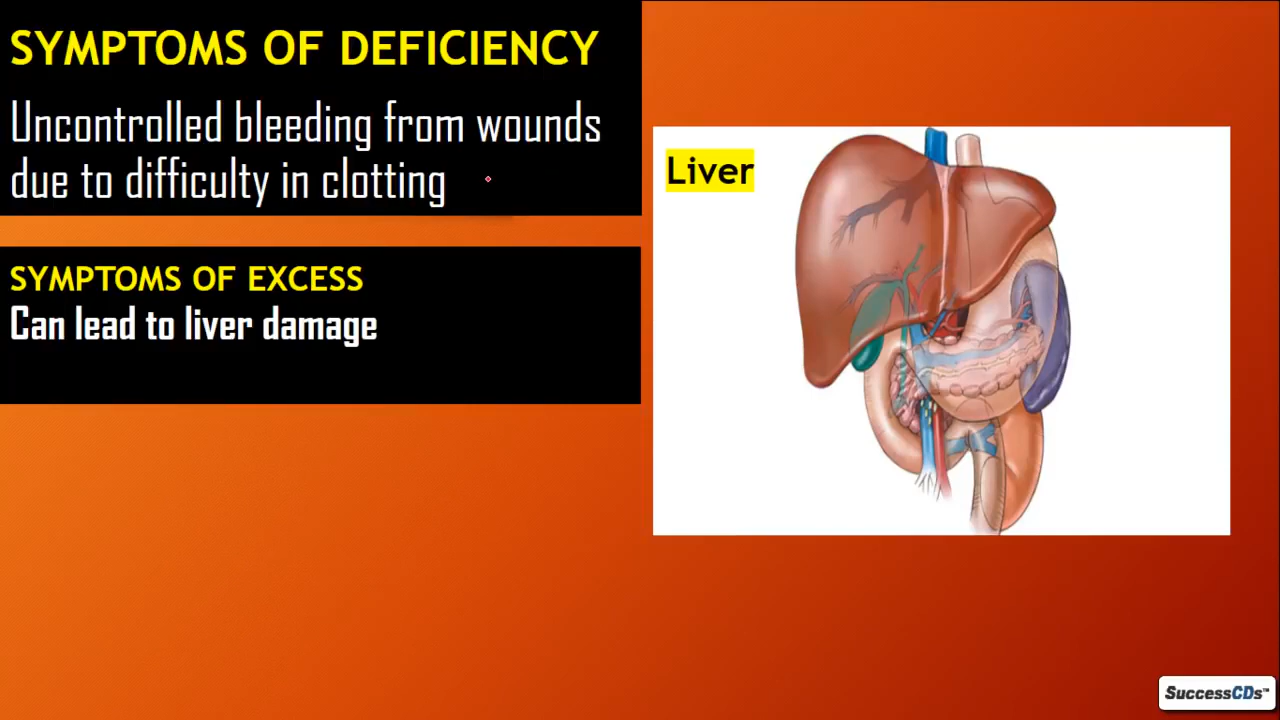 SYMPTOMS OF DEFICIENCY
Uncontrolled bleeding from wounds
due to difficulty in clotting
SYMPTOMS OF EXCESS
Can lead to liver damage
Liver
SuccessCDs™